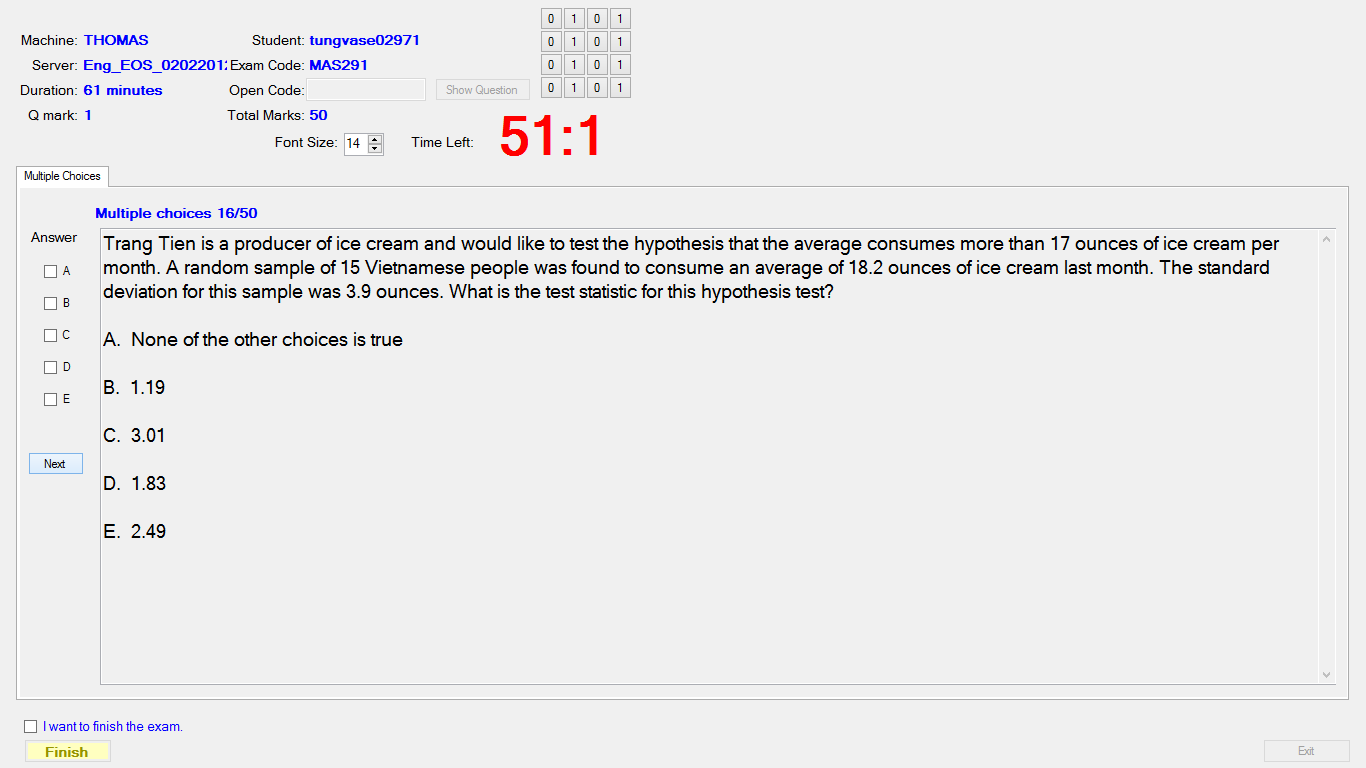 Machine: THOMAS
Student: tungvase02971
Server: Eng_EOS_0202201
Exam Code: MAS291
Duration: 61 minutes
Open Code:
Show Question
Q mark: 1
Total Marks: 50
Font Size: 14
Time Left: 51:1
0 1 0 1
0 1 0 1
0 1 0 1
0 1 0 1
Multiple Choices
Multiple choices 16/50
Answer
A
B
C
D
E
Next
Trang Tien is a producer of ice cream and would like to test the hypothesis that the average consumes more than 17 ounces of ice cream per
month. A random sample of 15 Vietnamese people was found to consume an average of 18.2 ounces of ice cream last month. The standard
deviation for this sample was 3.9 ounces. What is the test statistic for this hypothesis test?
A. None of the other choices is true
B. 1.19
C. 3.01
D. 1.83
E. 2.49
I want to finish the exam.
Finish
Exit